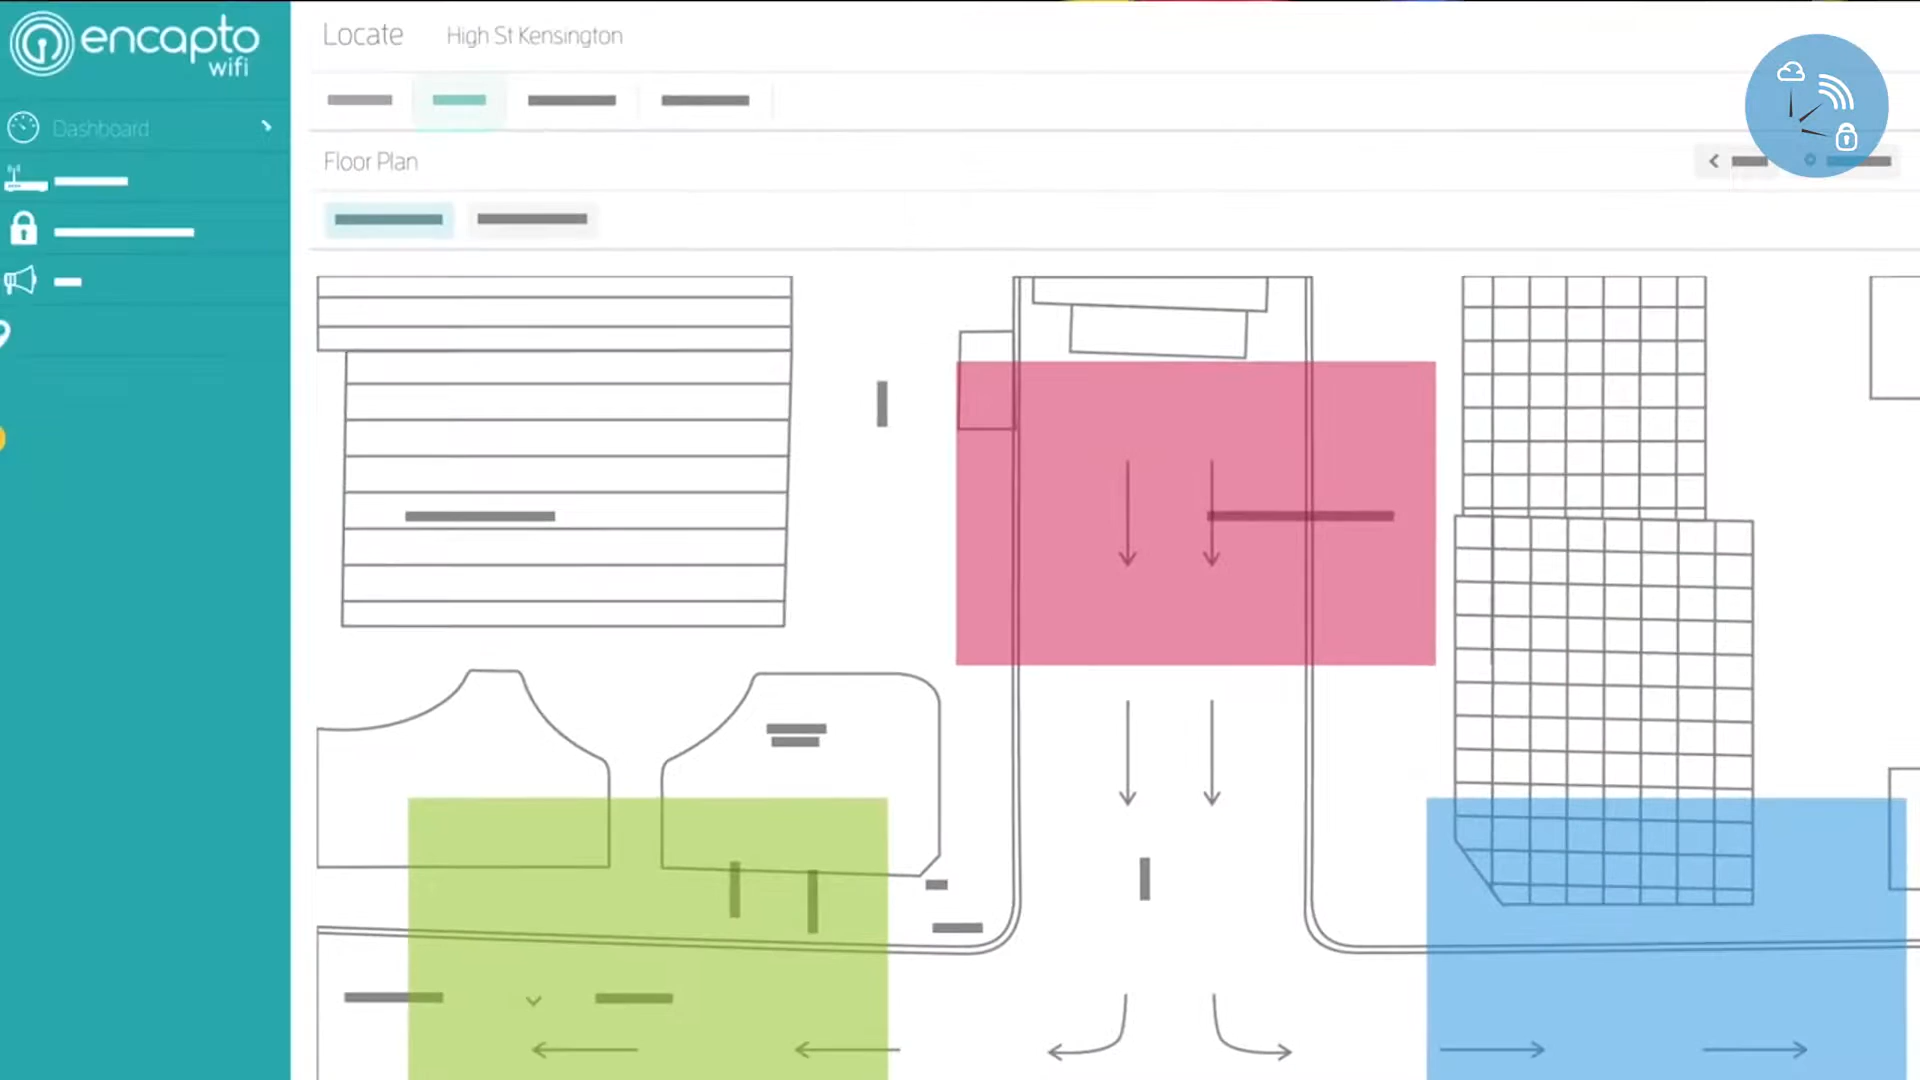 encapto
wifi
Locate
High St Kensington
Dashboard
Floor Plan